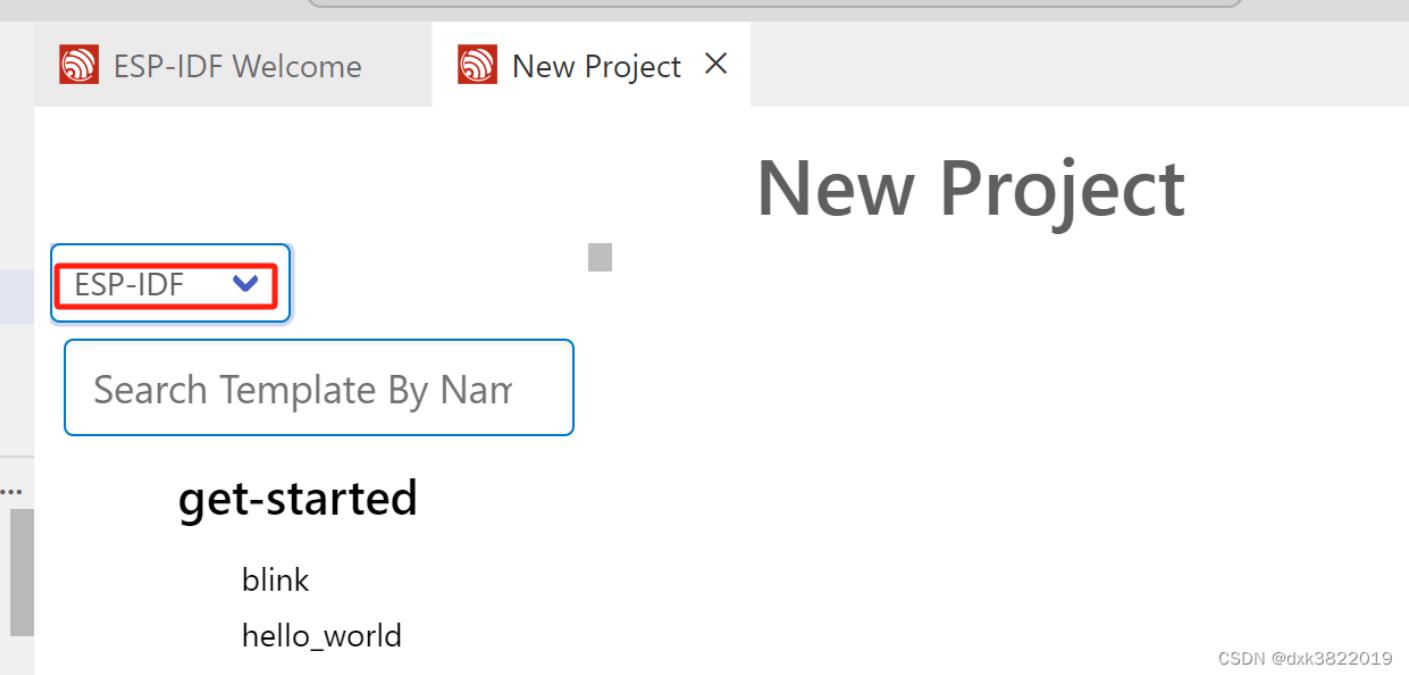 ESP-IDF Welcome
New Project
New Project
ESP-IDF
Search Template By Nam
get-started
blink
hello_world
CSDN @dxk3822019